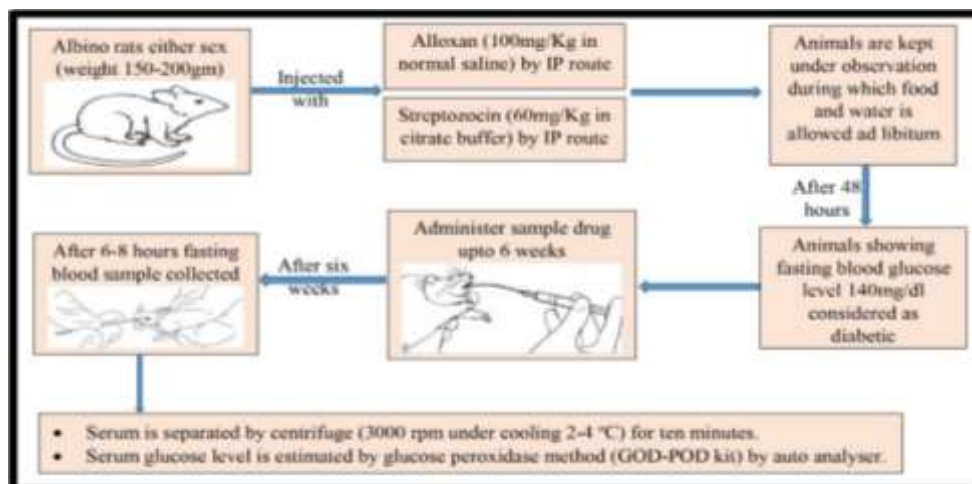 Albino rats either sex
(weight 150-200gm)
Injected
with
Alloxan (100mg/Kg in
normal saline) by IP route
Streptozocin (60mg/Kg in
citrate buffer) by IP route
Animals are kept
under observation
during which food
and water is
allowed ad libitum
After 48
hours
Animals showing
fasting blood glucose
level 140mg/dl
considered as
diabetic
Administer sample drug
upto 6 weeks
After six
weeks
After 6-8 hours fasting
blood sample collected
• Serum is separated by centrifuge (3000 rpm under cooling 2-4 °C) for ten minutes.
• Serum glucose level is estimated by glucose peroxidase method (GOD-POD kit) by auto analyser.